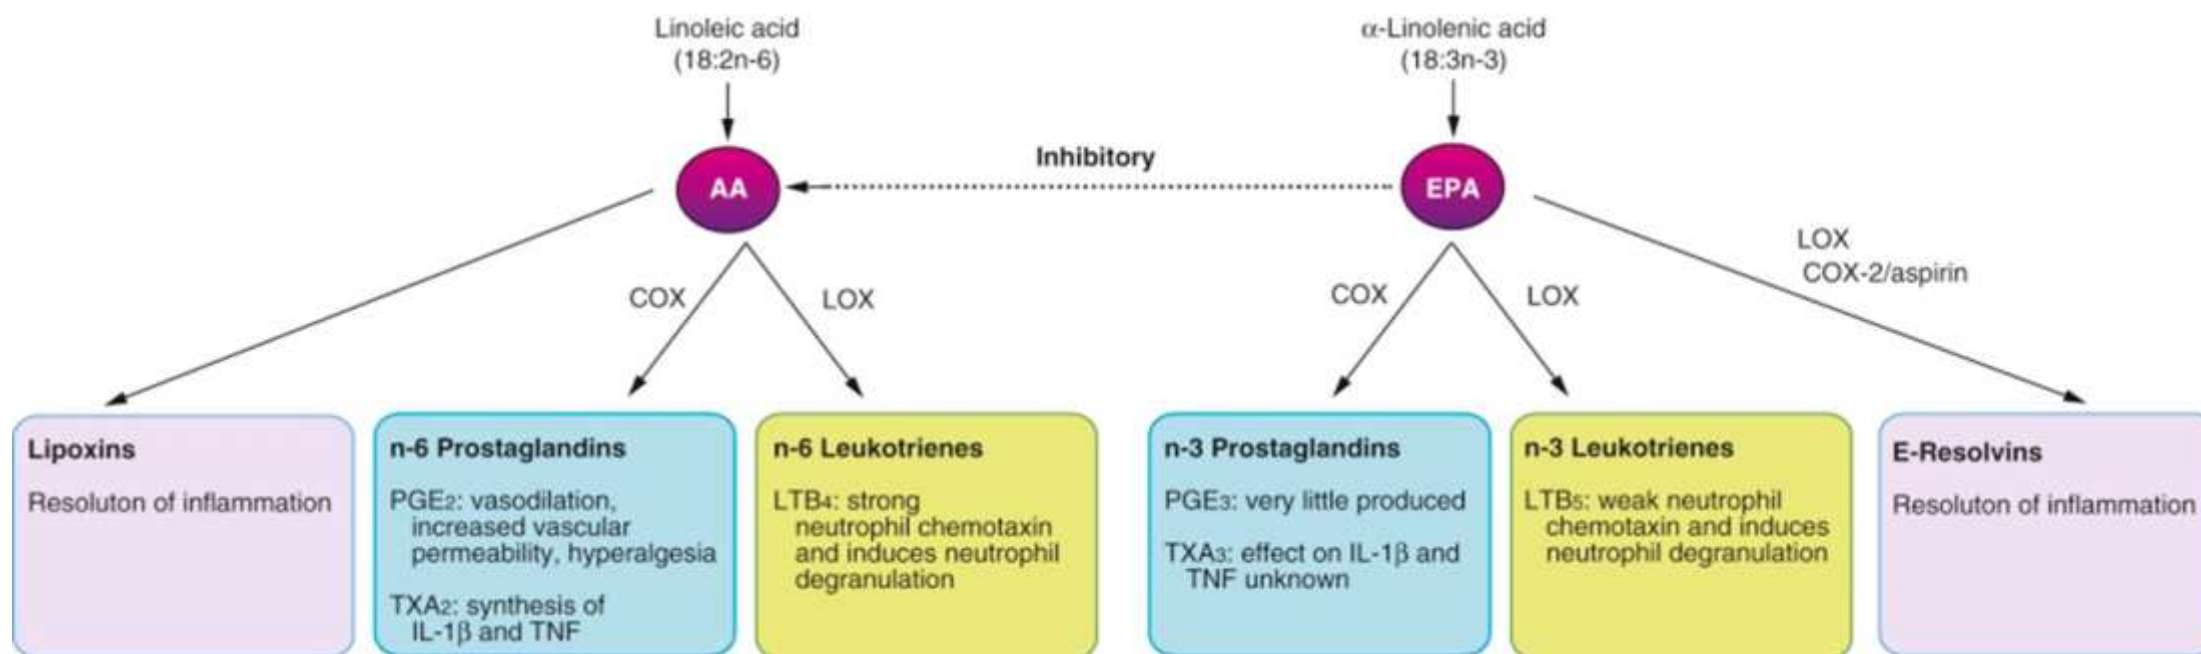 Linoleic acid
(18:2n-6)
α-Linolenic acid
(18:3n-3)
Inhibitory
AA
EPA
COX
LOX
COX
LOX
LOX
COX-2/aspirin
Lipoxins
Resoluton of inflammation
n-6 Prostaglandins
PGE2: vasodilation,
increased vascular
permeability, hyperalgesia
TXA2: synthesis of
IL-1β and TNF
n-6 Leukotrienes
LTB4: strong
neutrophil chemotaxin
and induces neutrophil
degranulation
n-3 Prostaglandins
PGE3: very little produced
TXA3: effect on IL-1β and
TNF unknown
n-3 Leukotrienes
LTB5: weak neutrophil
chemotaxin and induces
neutrophil degranulation
E-Resolvins
Resoluton of inflammation